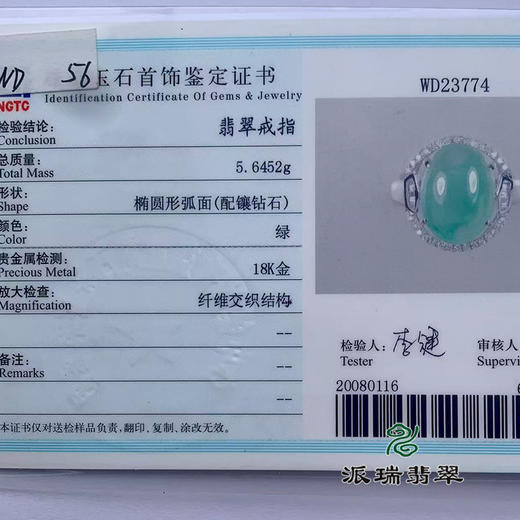 ND 56
NGTC
玉石首饰鉴定证书
Identification Certificate Of Gems & Jewelry
WD23774
检验结论:
Conclusion
翡翠戒指
总质量:
Total Mass
5.6452g
形状:
Shape
椭圆形弧面(配镶钻石)
颜色:
Color
绿
贵金属检测:
Precious Metal
18K金
放大检查:
Magnification
纤维交织结构
--
备注:
Remarks
--
--
检验人:
Tester
李健
审核人
Supervi
20080116
本证书仅对送检样品负责,翻印、复制、涂改无效。
派瑞翡翠